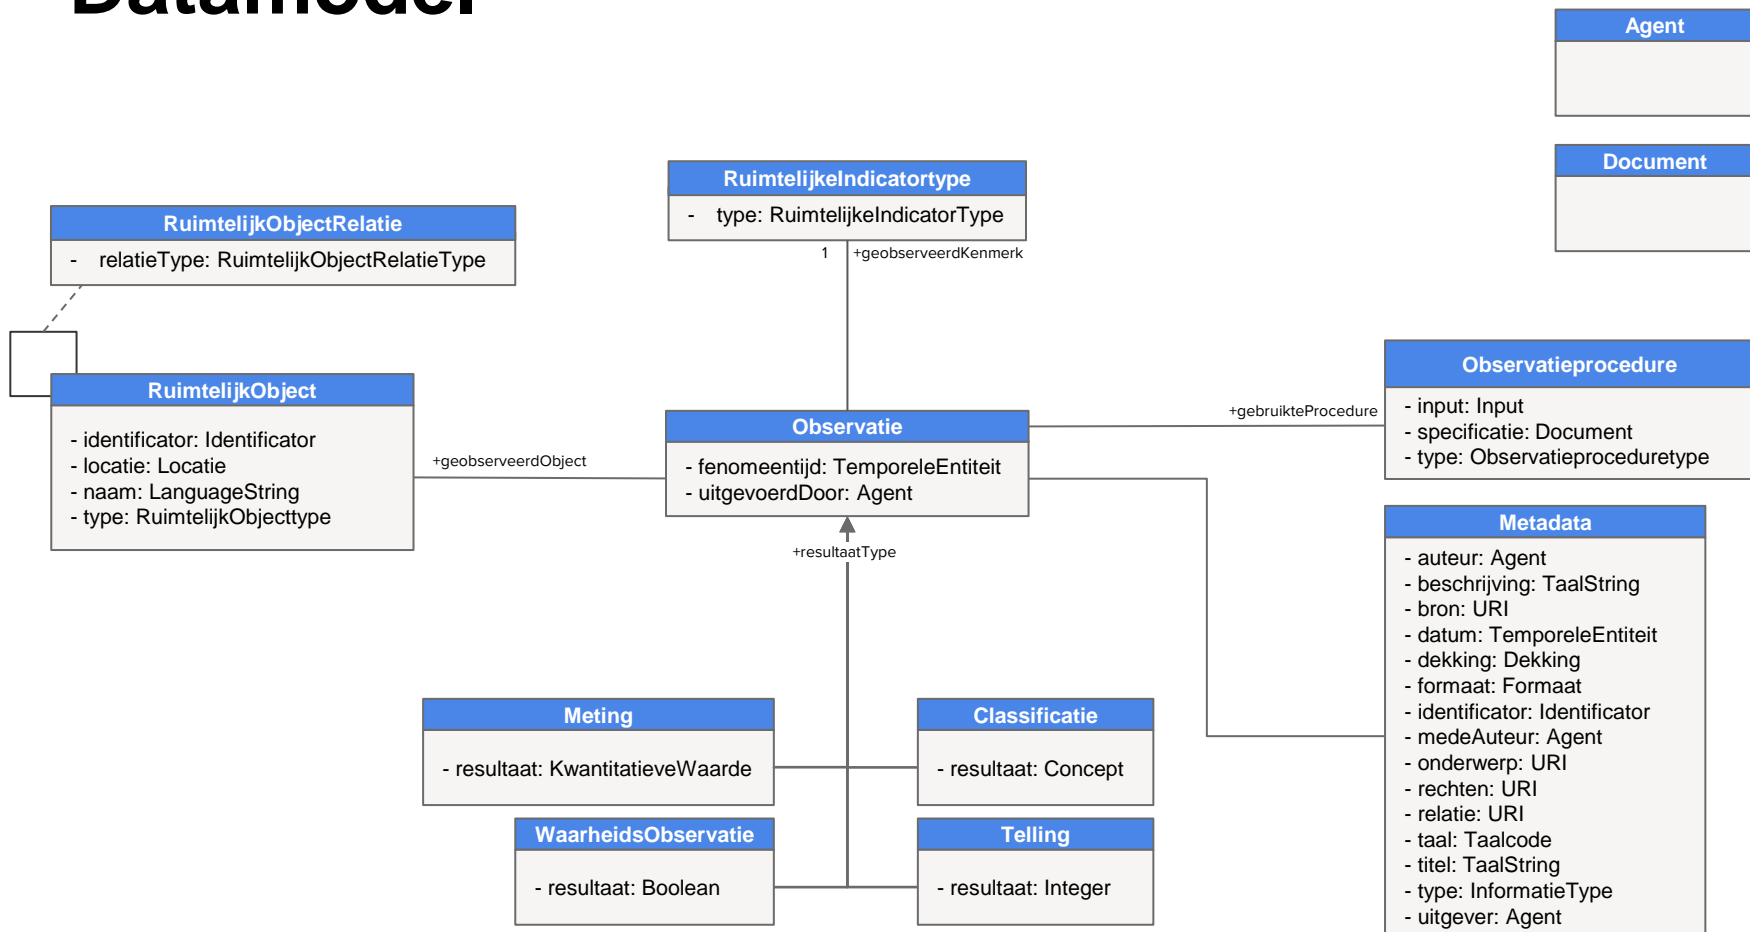 Datamodel
Agent
Document
RuimtelijkeIndicatortype
- type: RuimtelijkeIndicatorType
1
+geobserveerdKenmerk
RuimtelijkObjectRelatie
- relatieType: RuimtelijkObjectRelatieType
RuimtelijkObject
- identificator: Identificator
- locatie: Locatie
- naam: LanguageString
- type: RuimtelijkObjecttype
+geobserveerdObject
Observatie
- fenomeentijd: TemporeleEntiteit
- uitgevoerdDoor: Agent
+gebruikteProcedure
Observatieprocedure
- input: Input
- specificatie: Document
- type: Observatieproceduretype
+resultaatType
Metadata
- auteur: Agent
- beschrijving: TaalString
- bron: URI
- datum: TemporeleEntiteit
- dekking: Dekking
- formaat: Formaat
- identificator: Identificator
- medeAuteur: Agent
- onderwerp: URI
- rechten: URI
- relatie: URI
- taal: Taalcode
- titel: TaalString
- type: InformatieType
- uitgever: Agent
Meting
- resultaat: KwantitatieveWaarde
Classificatie
- resultaat: Concept
WaarheidsObservatie
- resultaat: Boolean
Telling
- resultaat: Integer